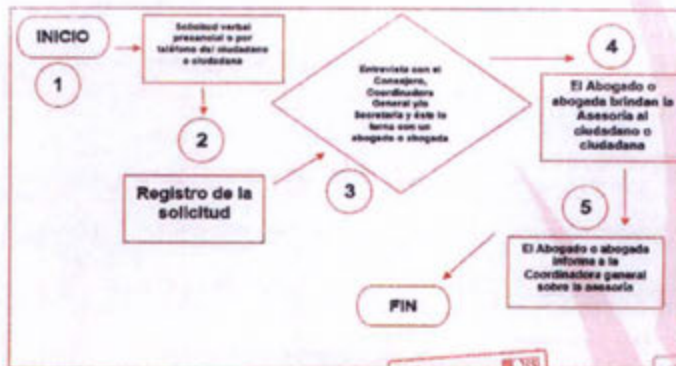 INICIO
1
Solicitud verbal
presencial o por
teléfono del ciudadano
o ciudadana
2
Registro de la
solicitud
Entrevista con el
Consejero,
Coordinadora
General y/o
Secretaria y éste lo
turna con un
abogado o abogada
3
4
El Abogado o
abogada brindan la
Asesoría al
ciudadano o
ciudadana
5
El Abogado o abogada
informa a la
Coordinadora general
sobre la asesoría
FIN